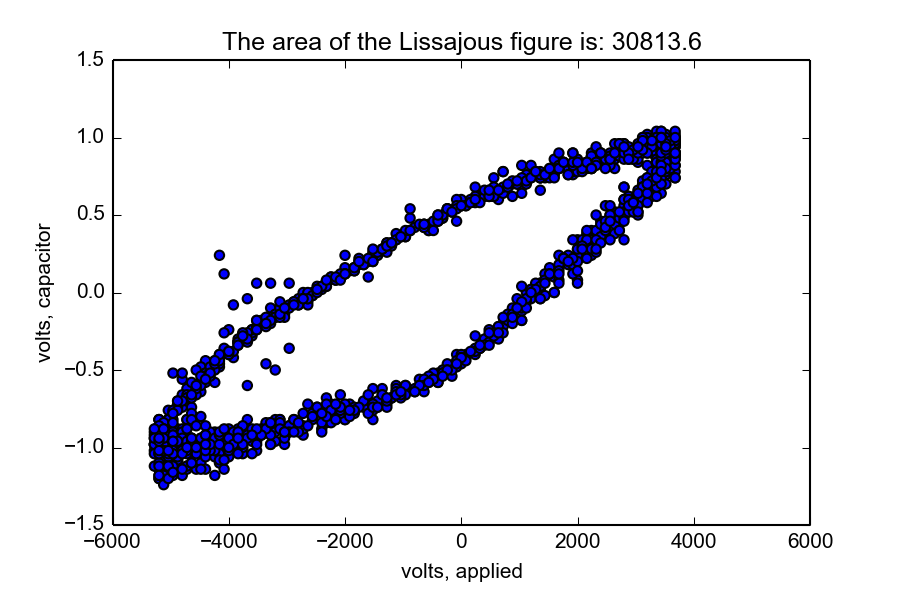 The area of the Lissajous figure is: 30813.6
1.5
1.0
0.5
0.0
−0.5
−1.0
−1.5
volts, capacitor
−6000 −4000 −2000 0 2000 4000 6000
volts, applied